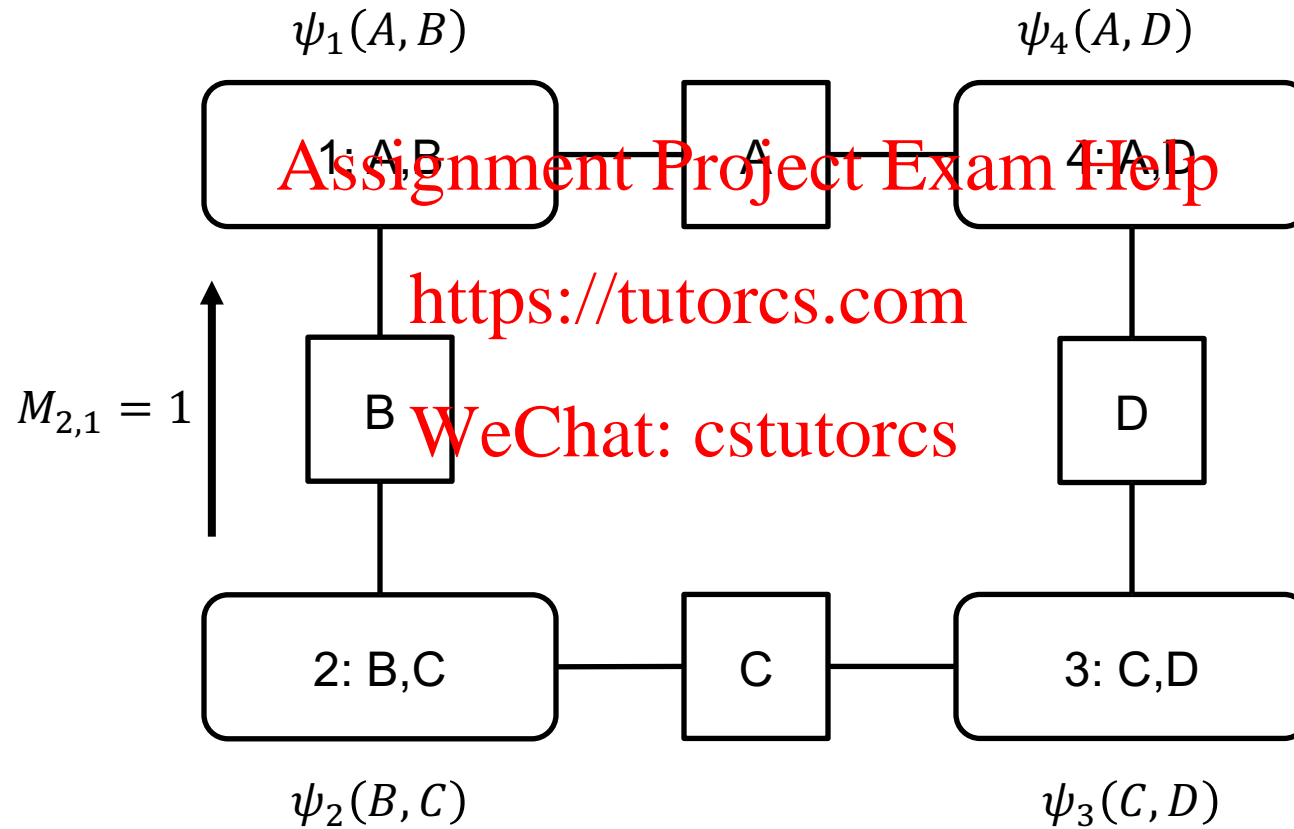 ψ₁(A, B)
ψ₄(A, D)
1: A,B
A
4: A,D
Assignment Project Exam Help
https://tutorcs.com
M₂,₁ = 1
B
WeChat: cstutorcs
D
2: B,C
C
3: C,D
ψ₂(B, C)
ψ₃(C, D)